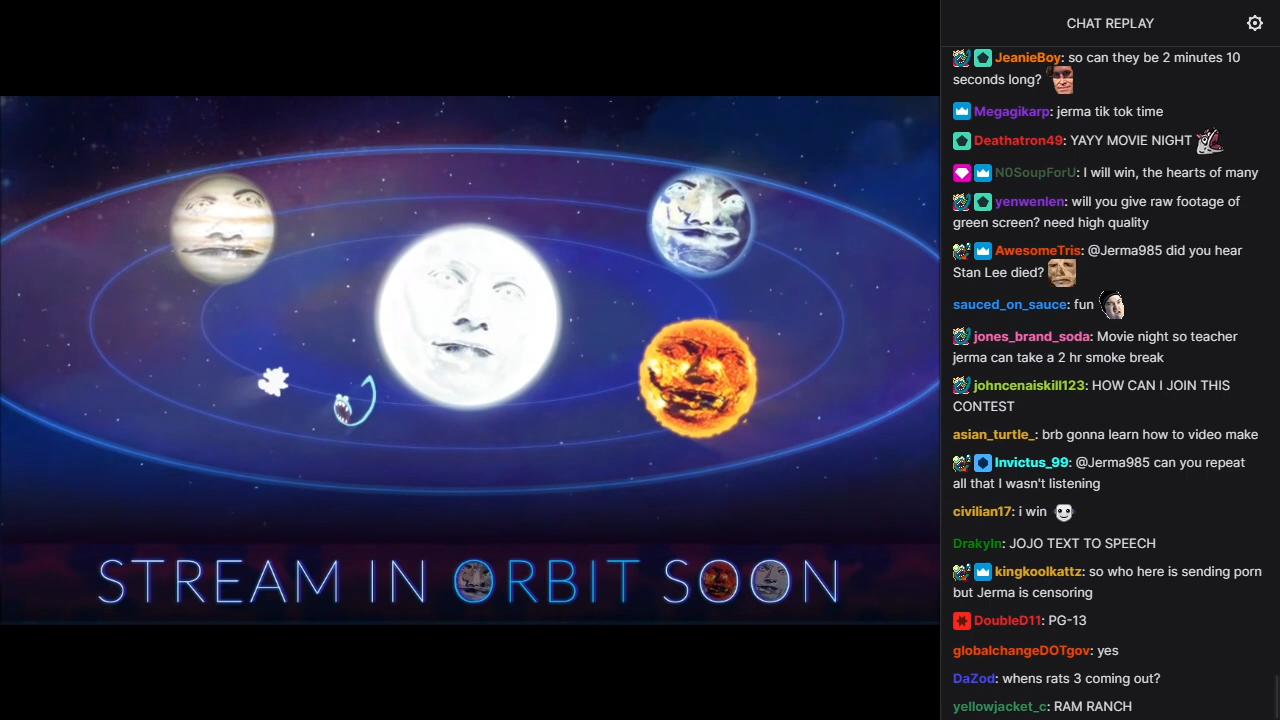 CHAT REPLAY
JeanieBoy: so can they be 2 minutes 10
seconds long?
Megagikarp: jerma tik tok time
Deathatron49: YAYY MOVIE NIGHT
N0SoupForU: I will win, the hearts of many
yenwenlen: will you give raw footage of
green screen? need high quality
AwesomeTris: @Jerma985 did you hear
Stan Lee died?
sauced_on_sauce: fun
jones_brand_soda: Movie night so teacher
jerma can take a 2 hr smoke break
johncenaiskill123: HOW CAN I JOIN THIS
CONTEST
asian_turtle_: brb gonna learn how to video make
Invictus_99: @Jerma985 can you repeat
all that I wasn't listening
civilian17: i win
DrakyIn: JOJO TEXT TO SPEECH
kingkoolkattz: so who here is sending porn
but Jerma is censoring
DoubleD11: PG-13
globalchangeDOTgov: yes
DaZod: whens rats 3 coming out?
yellowjacket_c: RAM RANCH
STREAM IN ORBIT SOON